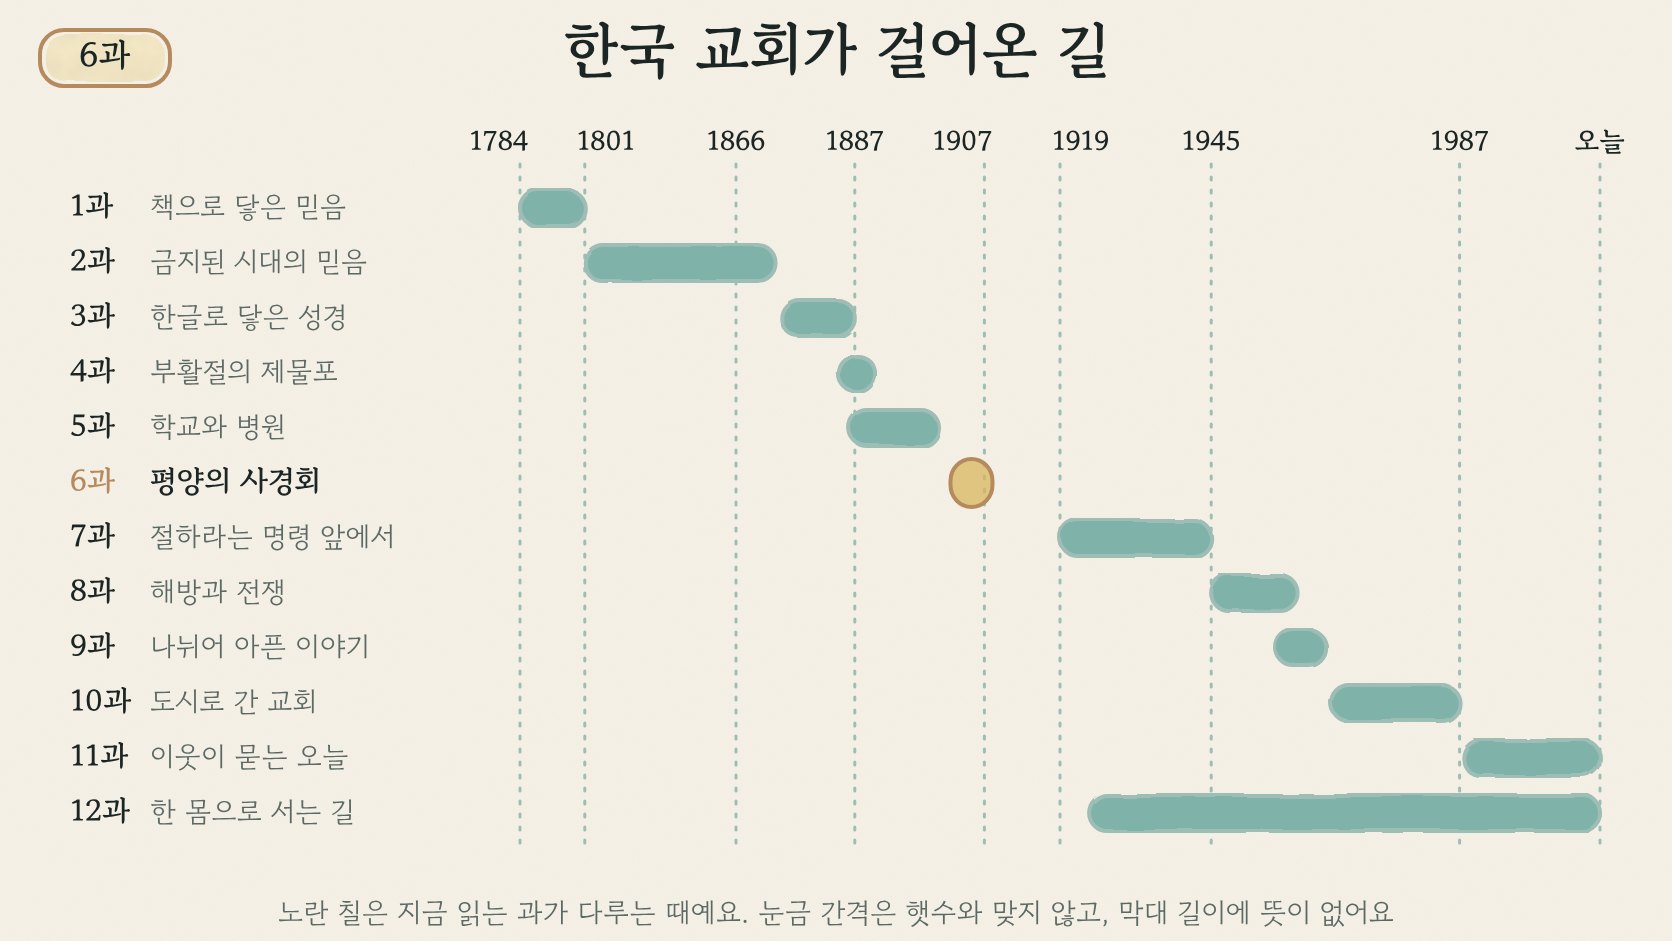 6과
한국 교회가 걸어온 길
1784 1801 1866 1887 1907 1919 1945 1987 오늘
1과 책으로 닿은 믿음
2과 금지된 시대의 믿음
3과 한글로 닿은 성경
4과 부활절의 제물포
5과 학교와 병원
6과 평양의 사경회
7과 절하라는 명령 앞에서
8과 해방과 전쟁
9과 나뉘어 아픈 이야기
10과 도시로 간 교회
11과 이웃이 묻는 오늘
12과 한 몸으로 서는 길
노란 칠은 지금 읽는 과가 다루는 때예요. 눈금 간격은 햇수와 맞지 않고, 막대 길이에 뜻이 없어요